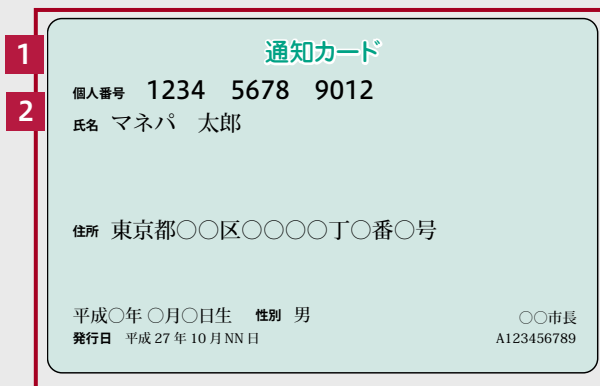 1
通知カード
個人番号 1234 5678 9012
2
氏名 マネパ 太郎
住所 東京都○○区○○○○丁○番○号
平成○年 ○月○日生 性別 男
○○市長
発行日 平成 27 年 10 月 NN 日
A123456789